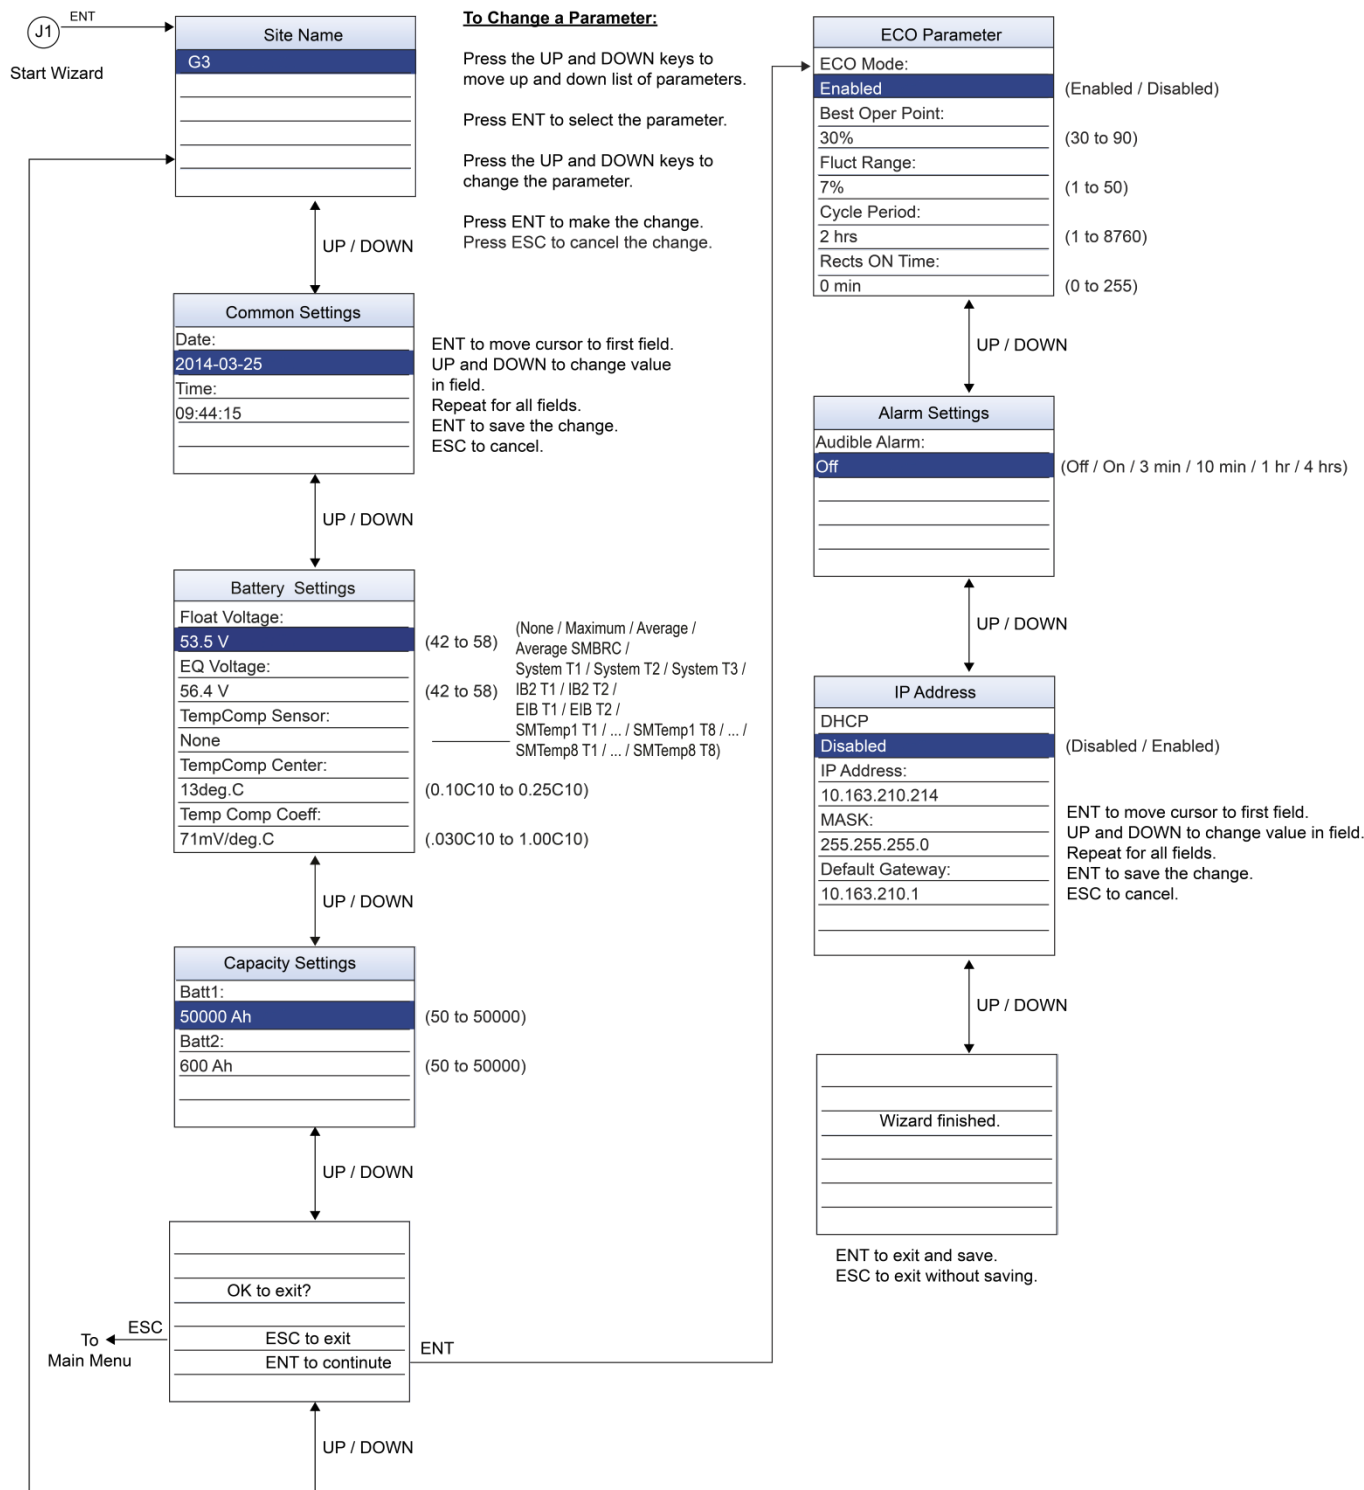 J1
ENT
Start Wizard
Site Name
G3
To Change a Parameter:
Press the UP and DOWN keys to
move up and down list of parameters.
Press ENT to select the parameter.
Press the UP and DOWN keys to
change the parameter.
Press ENT to make the change.
Press ESC to cancel the change.
UP / DOWN
Common Settings
Date:
2014-03-25
Time:
09:44:15
ENT to move cursor to first field.
UP and DOWN to change value
in field.
Repeat for all fields.
ENT to save the change.
ESC to cancel.
UP / DOWN
Battery Settings
Float Voltage:
53.5 V
(42 to 58)
EQ Voltage:
56.4 V
(42 to 58)
TempComp Sensor:
None
(None / Maximum / Average /
Average SMBRC /
System T1 / System T2 / System T3 /
IB2 T1 / IB2 T2 /
EIB T1 / EIB T2 /
SMTemp1 T1 / ... / SMTemp1 T8 / ... /
SMTemp8 T1 / ... / SMTemp8 T8)
TempComp Center:
13deg.C
(0.10C10 to 0.25C10)
Temp Comp Coeff:
71mV/deg.C
(.030C10 to 1.00C10)
UP / DOWN
Capacity Settings
Batt1:
50000 Ah
(50 to 50000)
Batt2:
600 Ah
(50 to 50000)
UP / DOWN
OK to exit?
ESC to exit
ENT to continute
ESC
To
Main Menu
ENT
UP / DOWN
ECO Parameter
ECO Mode:
Enabled
(Enabled / Disabled)
Best Oper Point:
30%
(30 to 90)
Fluct Range:
7%
(1 to 50)
Cycle Period:
2 hrs
(1 to 8760)
Rects ON Time:
0 min
(0 to 255)
UP / DOWN
Alarm Settings
Audible Alarm:
Off
(Off / On / 3 min / 10 min / 1 hr / 4 hrs)
UP / DOWN
IP Address
DHCP
Disabled
(Disabled / Enabled)
IP Address:
10.163.210.214
MASK:
255.255.255.0
Default Gateway:
10.163.210.1
ENT to move cursor to first field.
UP and DOWN to change value in field.
Repeat for all fields.
ENT to save the change.
ESC to cancel.
UP / DOWN
Wizard finished.
ENT to exit and save.
ESC to exit without saving.